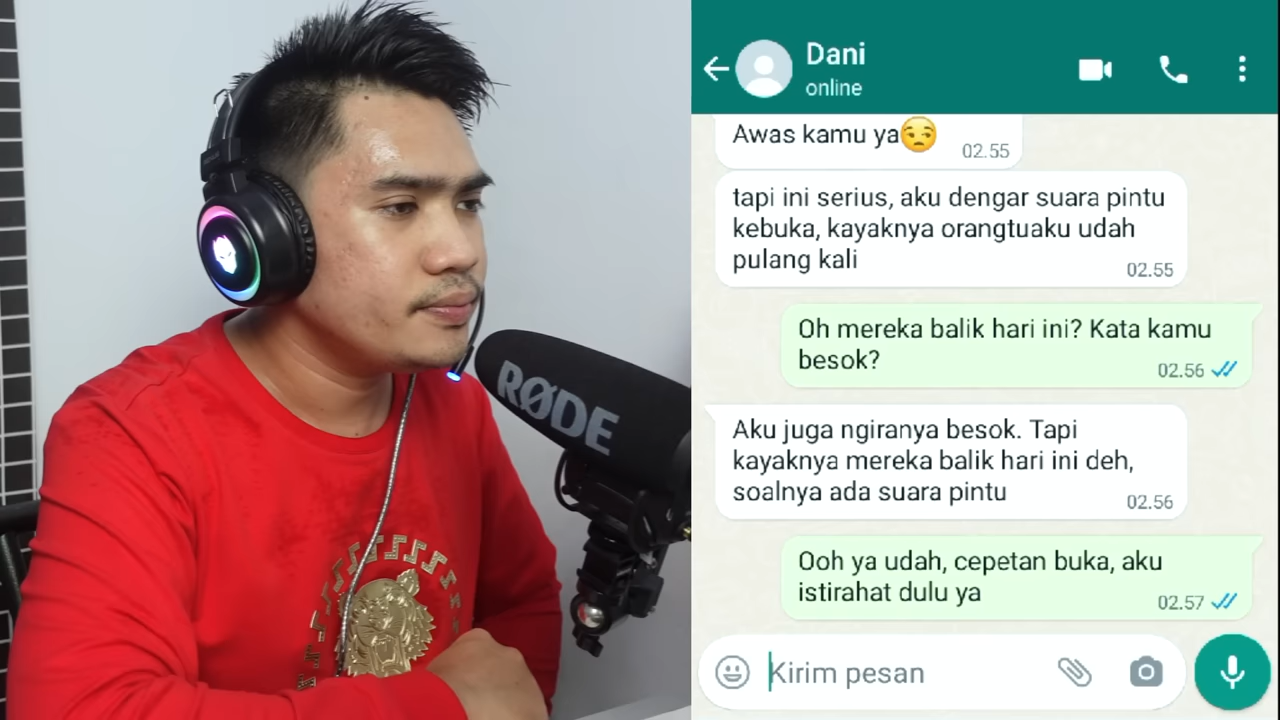 RØDE
Dani
online
Awas kamu ya😒
02.55
tapi ini serius, aku dengar suara pintu
kebuka, kayaknya orangtuaku udah
pulang kali
02.55
Oh mereka balik hari ini? Kata kamu
besok?
02.56
Aku juga ngiranya besok. Tapi
kayaknya mereka balik hari ini deh,
soalnya ada suara pintu
02.56
Ooh ya udah, cepetan buka, aku
istirahat dulu ya
02.57
Kirim pesan